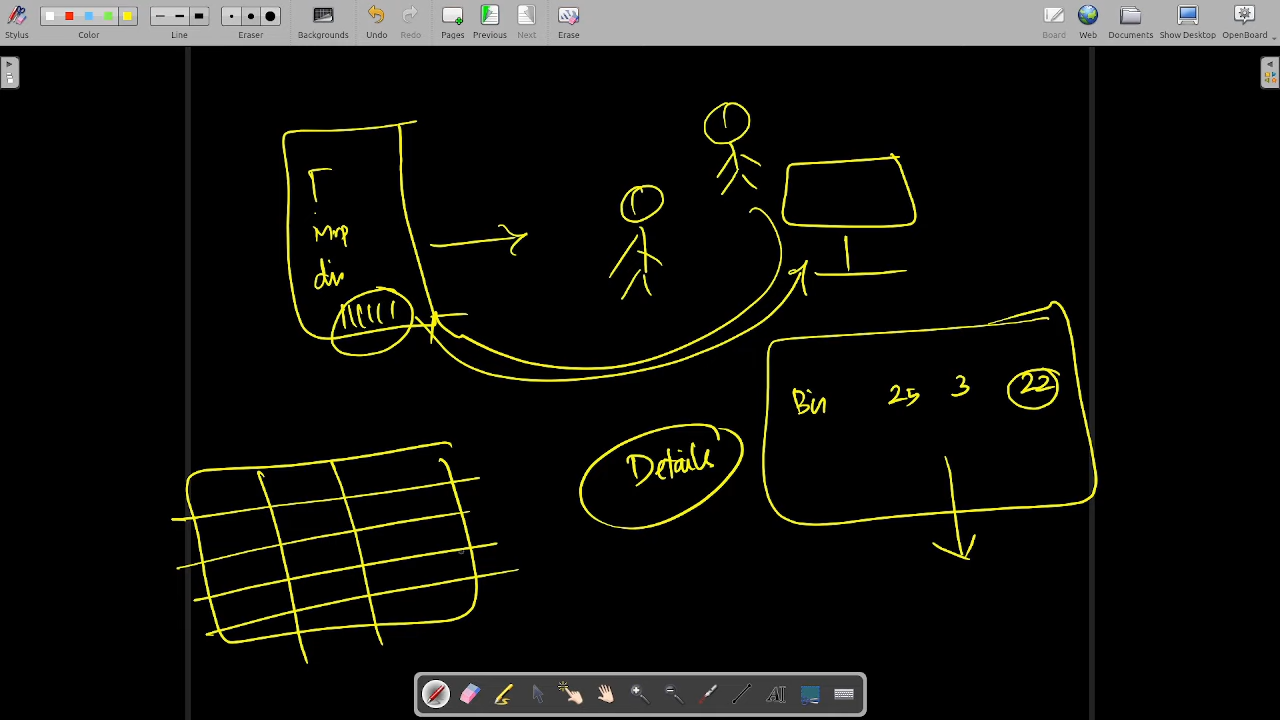 Stylus
Color
Line
Eraser
Backgrounds
Undo
Redo
Pages
Previous
Next
Erase
Board
Web
Documents
Show Desktop
OpenBoard
mrp
25 3 22
Details
AI